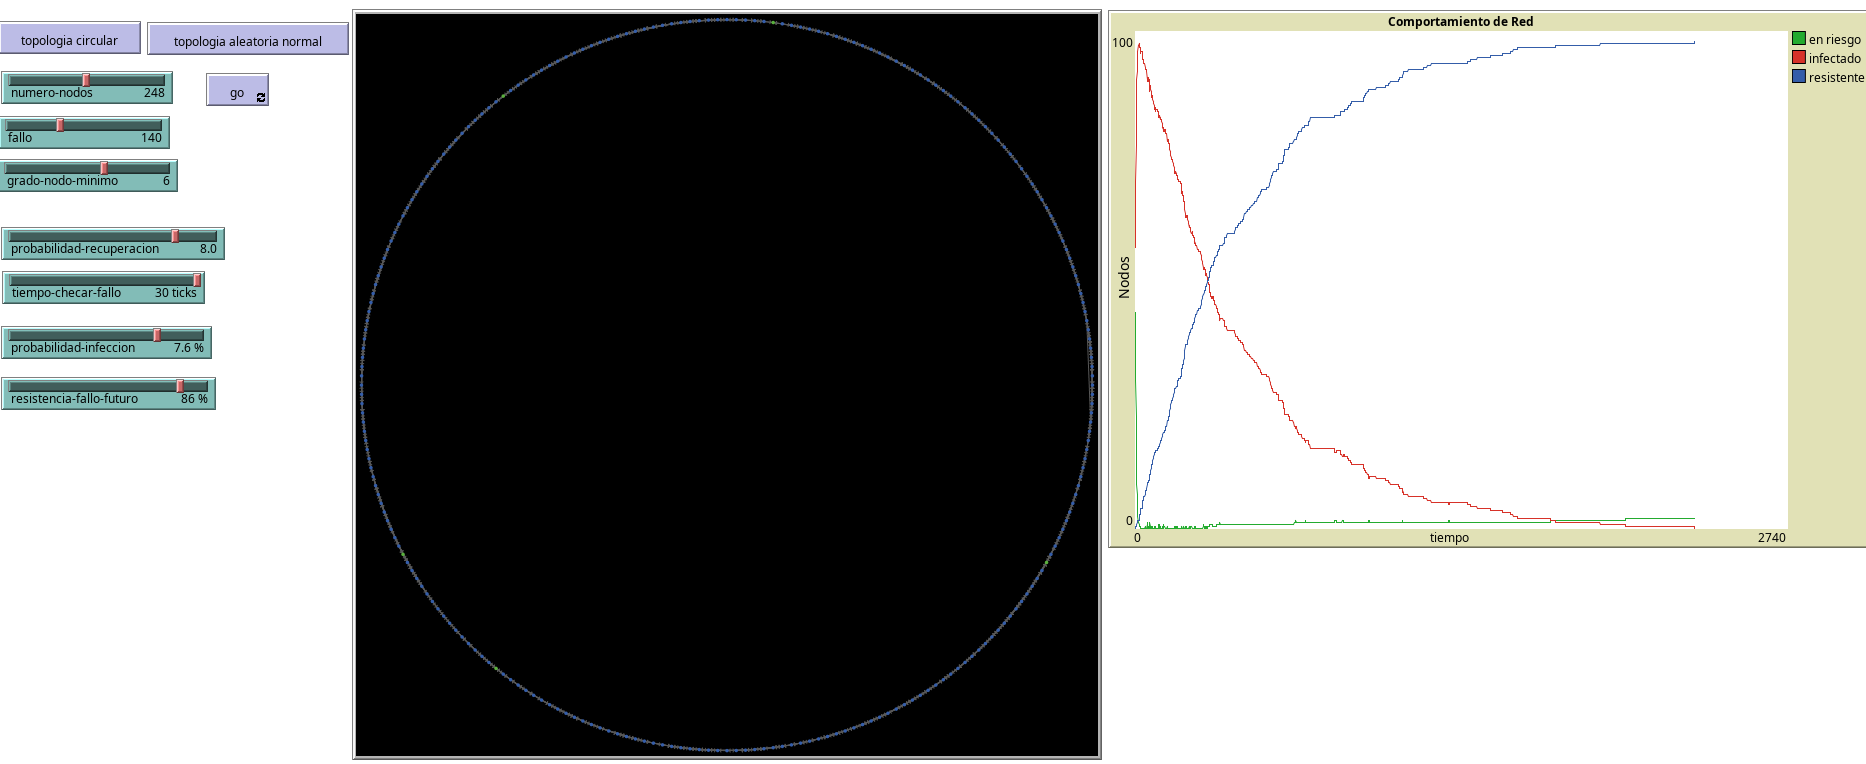 topologia circular
topologia aleatoria normal
numero-nodos 248
go
fallo 140
grado-nodo-minimo 6
probabilidad-recuperacion 8.0
tiempo-checar-fallo 30 ticks
probabilidad-infeccion 7.6 %
resistencia-fallo-futuro 86 %
Comportamiento de Red
100
Nodos
0
0
tiempo
2740
en riesgo
infectado
resistente